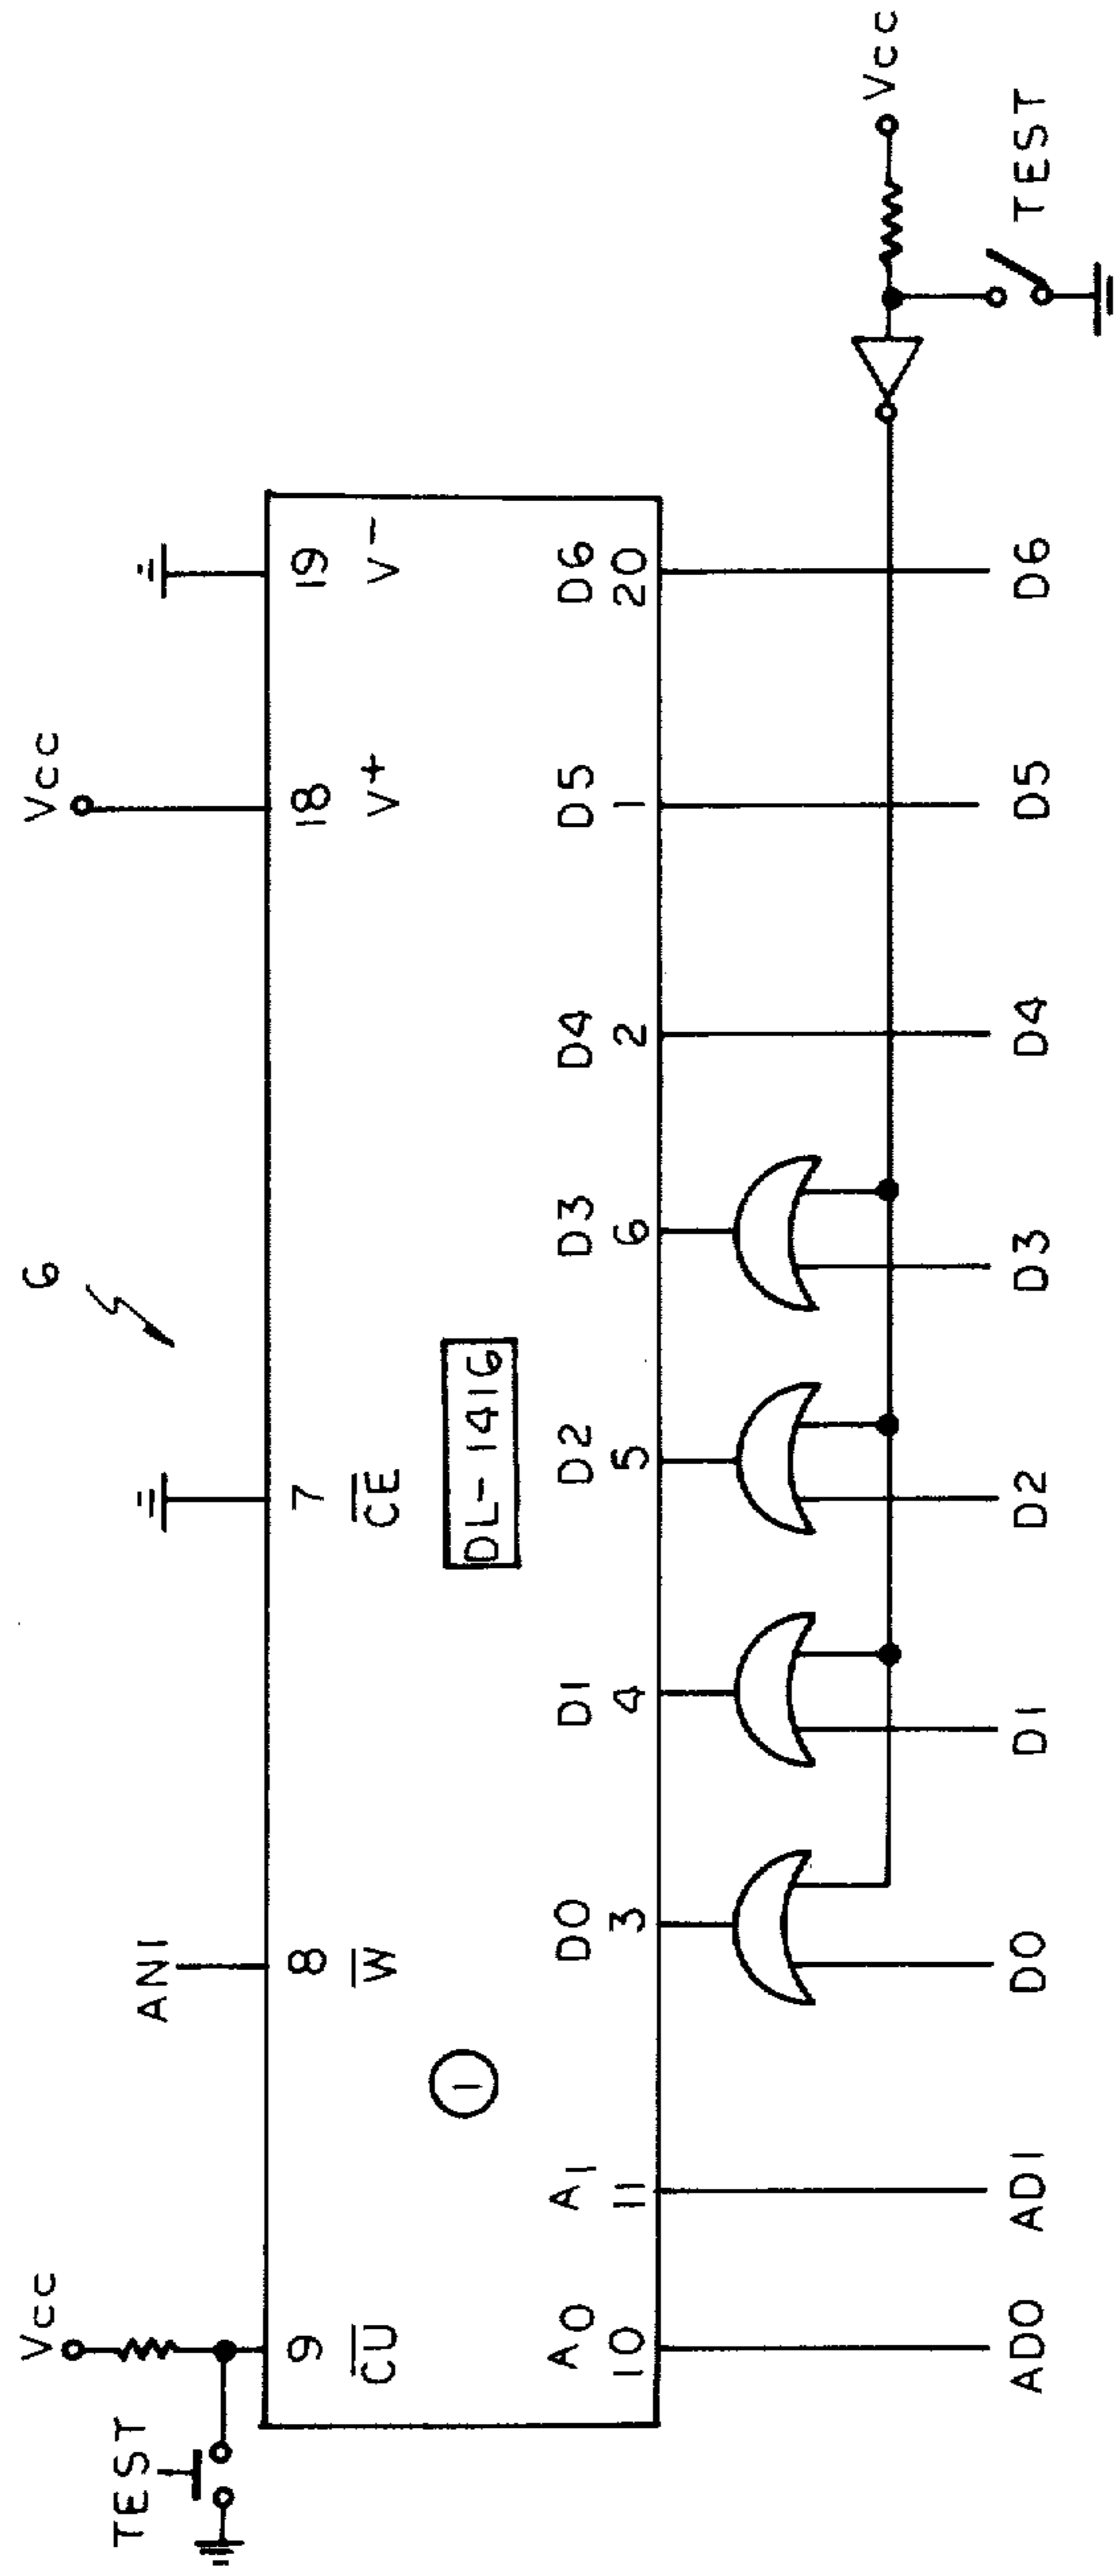 Vcc 6 Vcc
TEST AN1
9 8 7 18 19
C̅U̅ W̅ C̅E̅ V+ V-
1 DL-1416
A0 A1 D0 D1 D2 D3 D4 D5 D6
10 11 3 4 5 6 2 1 20
Vcc
AD0 AD1 D0 D1 D2 D3 D4 D5 D6 TEST